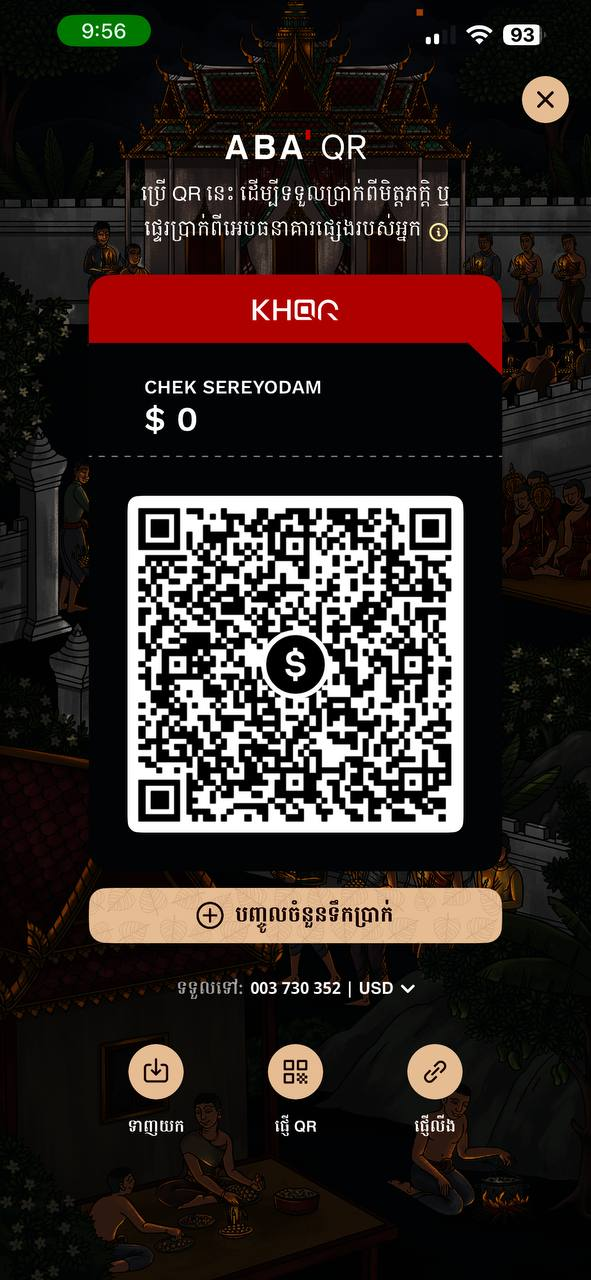 9:56
93
ABA' QR
ប្រើ QR នេះ ដើម្បីទទួលប្រាក់ពីមិត្តភក្តិ ឬ
ផ្ទេរប្រាក់ពីអេបធនាគារផ្សេងរបស់អ្នក
KHQR
CHEK SEREYODAM
$ 0
$
បញ្ចូលចំនួនទឹកប្រាក់
ទទួលទៅ: 003 730 352 | USD
ទាញយក
ផ្ញើ QR
ផ្ញើលីង